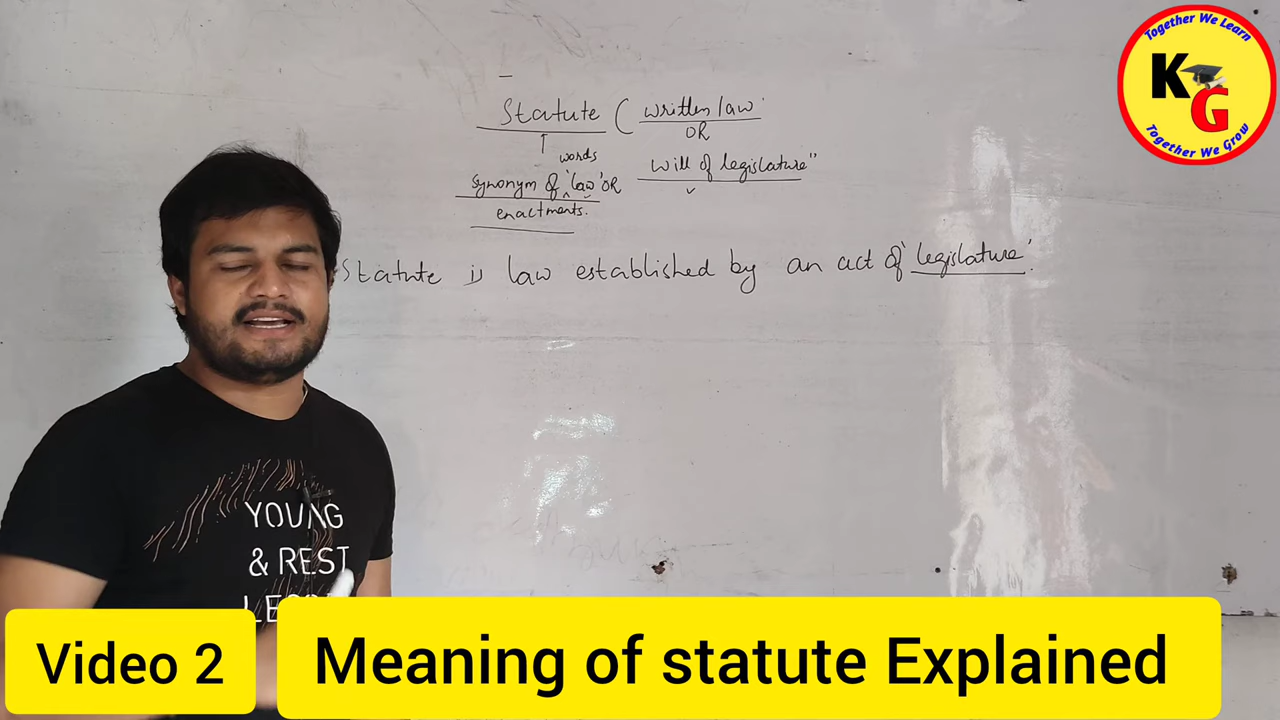 Together We Learn
KG
Together We Grow
Statute ( written law
OR
words
will of legislature"
synonym of 'law' OR
enactments.
Statute is law established by an act of 'legislature'.
YOUNG
& REST
Video 2
Meaning of statute Explained